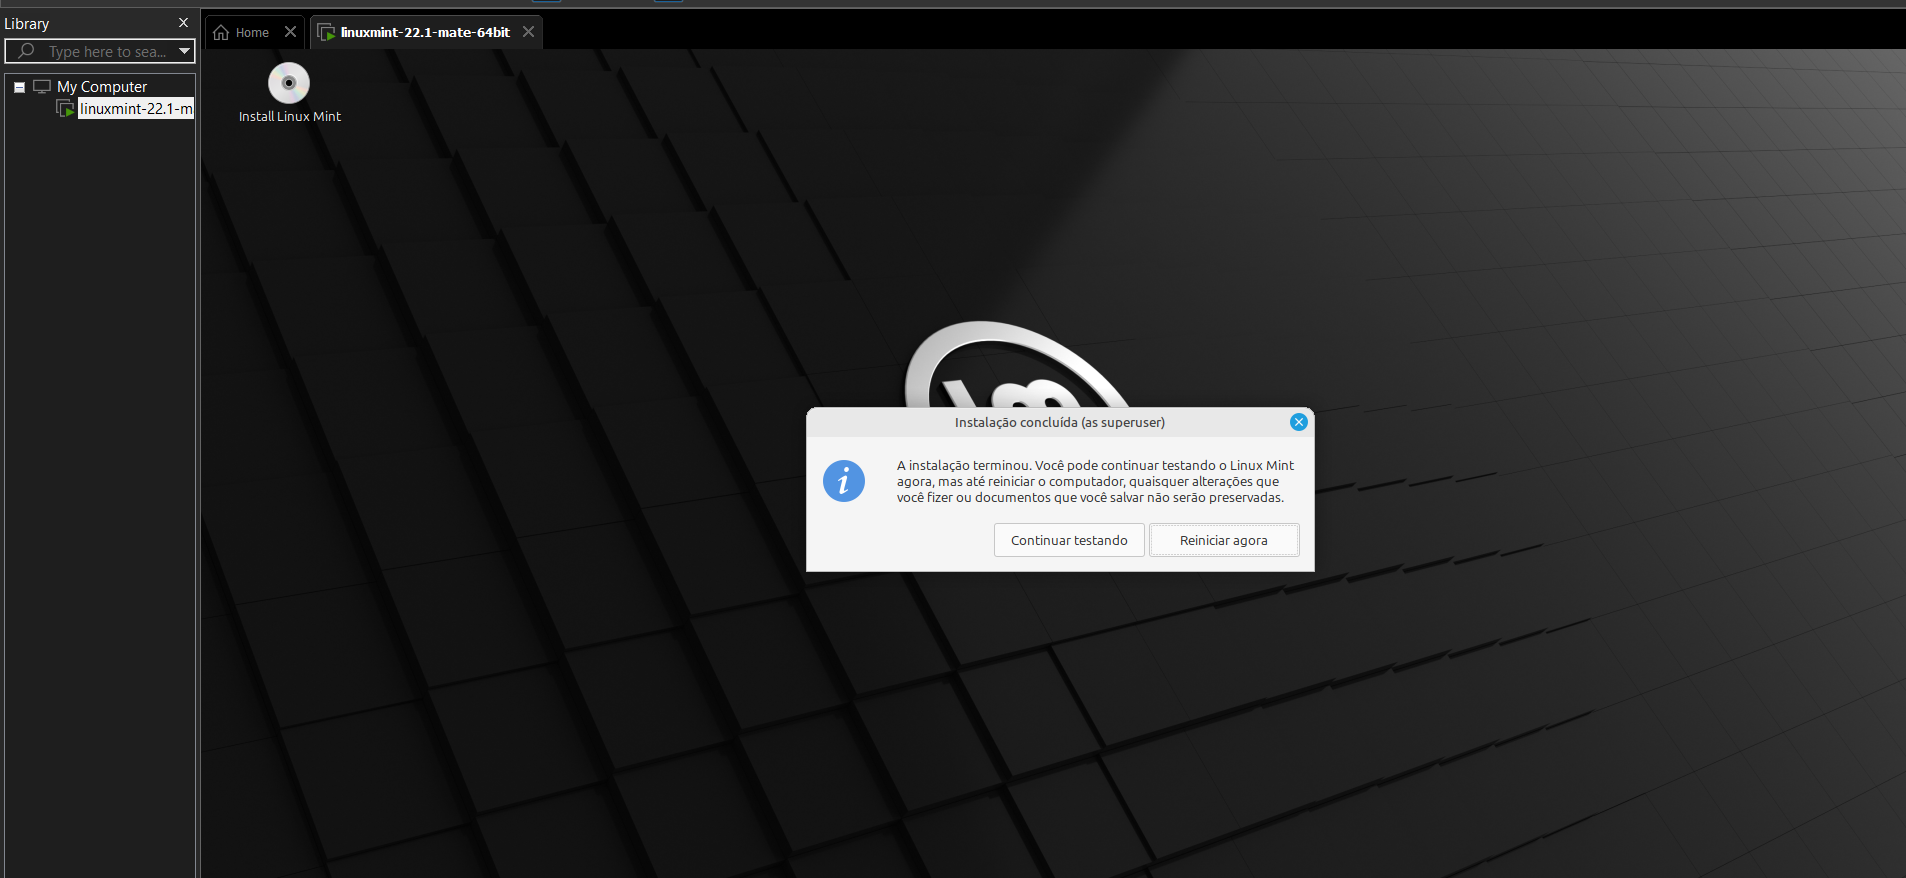 Library
Type here to sea...
My Computer
linuxmint-22.1-m
Home
linuxmint-22.1-mate-64bit
Install Linux Mint
Instalação concluída (as superuser)
A instalação terminou. Você pode continuar testando o Linux Mint
agora, mas até reiniciar o computador, quaisquer alterações que
você fizer ou documentos que você salvar não serão preservadas.
Continuar testando
Reiniciar agora